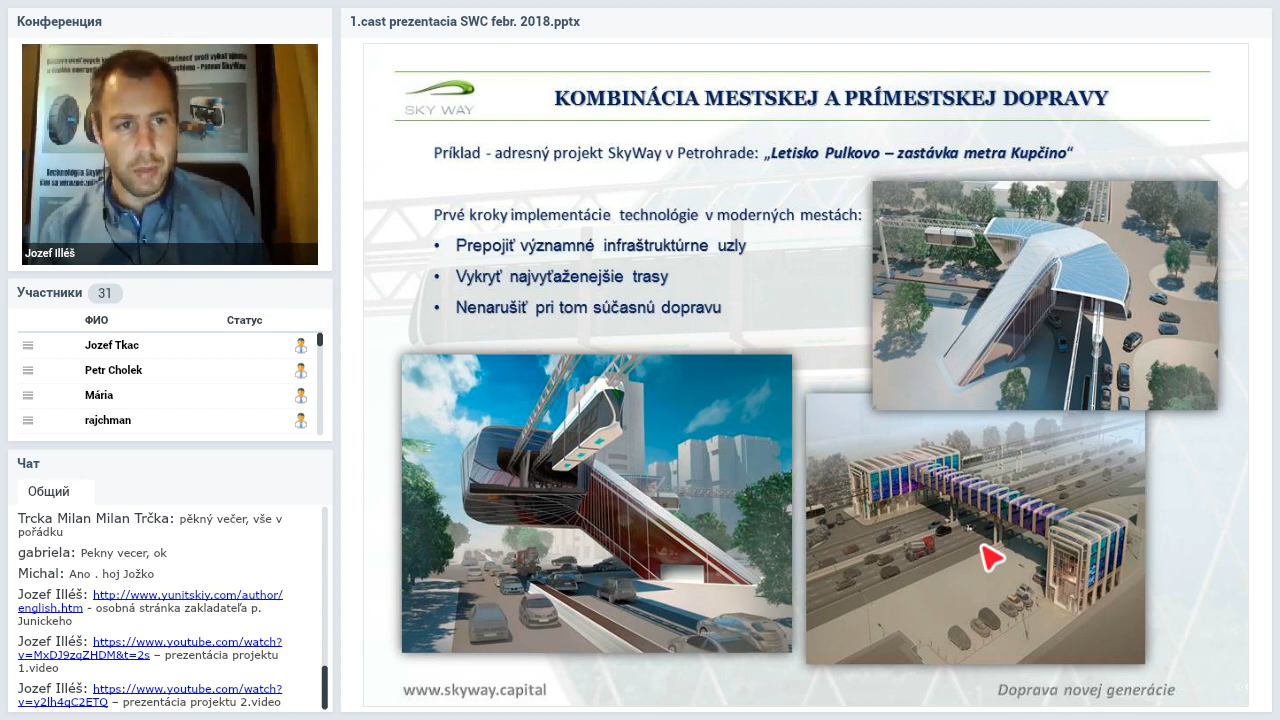 Конференция
Jozef Illéš
Участники 31
ФИО Статус
Jozef Tkac
Petr Cholek
Mária
rajchman
Чат
Общий
Trcka Milan Milan Trčka: pěkný večer, vše v
pořádku
gabriela: Pekny vecer, ok
Michal: Ano . hoj Jožko
Jozef Illéš: http://www.yunitskiy.com/author/
english.htm - osobná stránka zakladateľa p.
Junickeho
Jozef Illéš: https://www.youtube.com/watch?
v=MxDJ9zqZHDM&t=2s – prezentácia projektu
1.video
Jozef Illéš: https://www.youtube.com/watch?
v=y2lh4qC2ETQ – prezentácia projektu 2.video
1.cast prezentacia SWC febr. 2018.pptx
SKY WAY
KOMBINÁCIA MESTSKEJ A PRÍMESTSKEJ DOPRAVY
Príklad - adresný projekt SkyWay v Petrohrade: „Letisko Pulkovo – zastávka metra Kupčino“
Prvé kroky implementácie technológie v moderných mestách:
• Prepojiť významné infraštruktúrne uzly
• Vykryť najvyťaženejšie trasy
• Nenarušiť pri tom súčasnú dopravu
www.skyway.capital
Doprava novej generácie